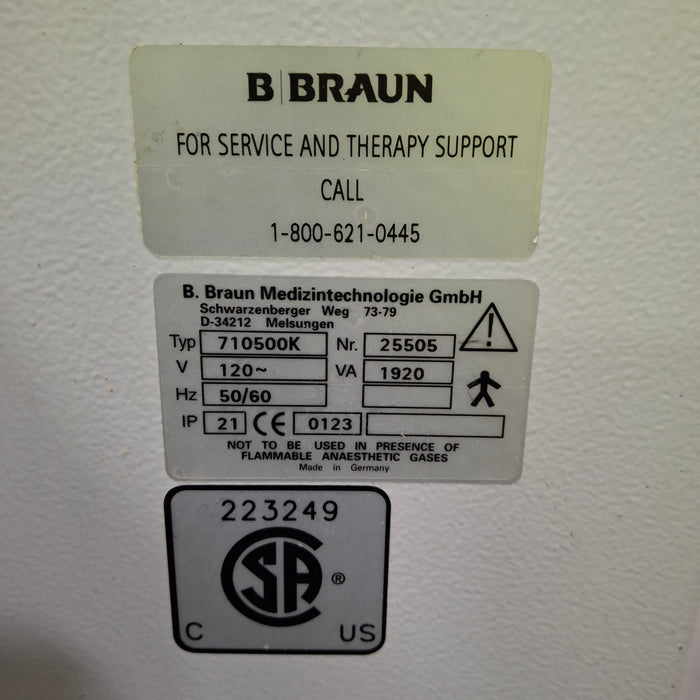 B|BRAUN
FOR SERVICE AND THERAPY SUPPORT
CALL
1-800-621-0445
B. Braun Medizintechnologie GmbH
Schwarzenberger Weg 73-79
D-34212 Melsungen
Typ 710500K Nr. 25505
V 120~ VA 1920
Hz 50/60
IP 21 CE 0123
NOT TO BE USED IN PRESENCE OF
FLAMMABLE ANAESTHETIC GASES
Made in Germany
223249
CSA ®
C US